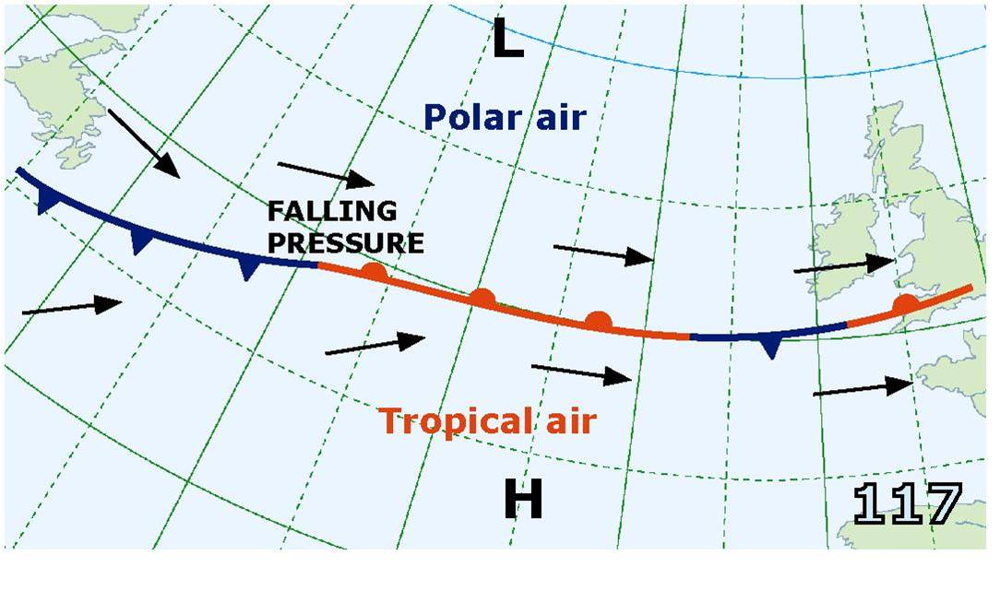 L
Polar air
FALLING
PRESSURE
Tropical air
H
117